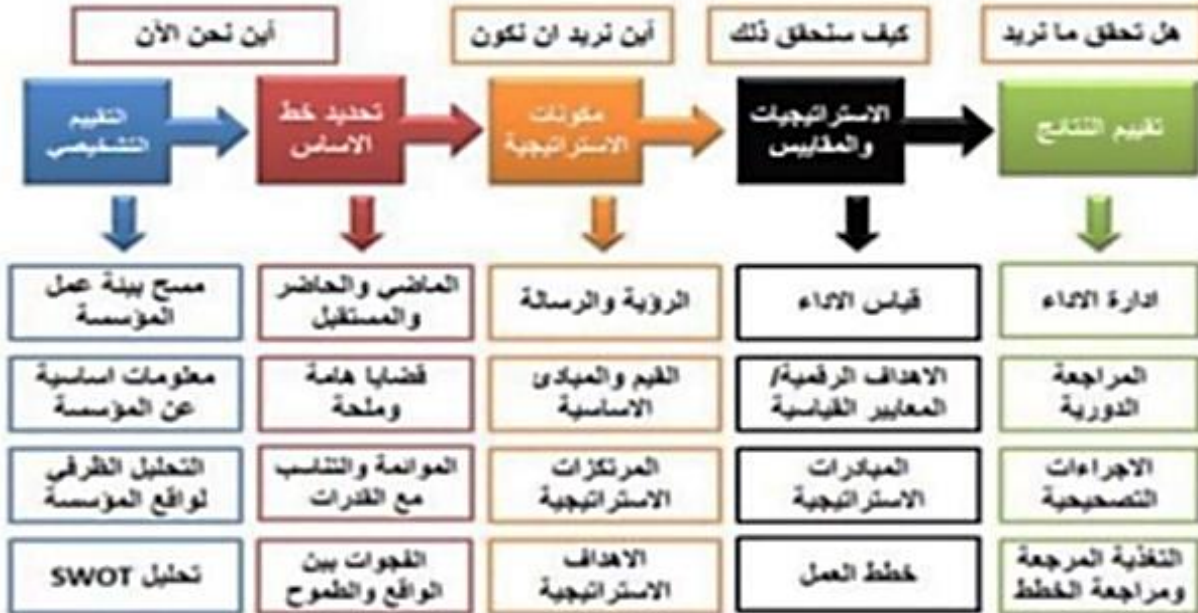 أين نحن الأن
أين نريد ان نكون
كيف سنحقق ذلك
هل تحقق ما نريد
التقييم
التشخيصي
تحديد خط
الاساس
مكونات
الاستراتيجية
الاستراتيجيات
والمقاييس
تقييم النتائج
مسح بيئة عمل
المؤسسة
الماضي والحاضر
والمستقبل
الرؤية والرسالة
قياس الاداء
ادارة الاداء
معلومات اساسية
عن المؤسسة
قضايا هامة
وملحة
القيم والمبادئ
الاساسية
الاهداف الرقمية/
المعايير القياسية
المراجعة
الدورية
التحليل الظرفي
لواقع المؤسسة
الموائمة والتناسب
مع القدرات
المرتكزات
الاستراتيجية
المبادرات
الاستراتيجية
الاجراءات
التصحيحية
تحليل SWOT
الفجوات بين
الواقع والطموح
الاهداف
الاستراتيجية
خطط العمل
التغذية المرجعة
ومراجعة الخطط